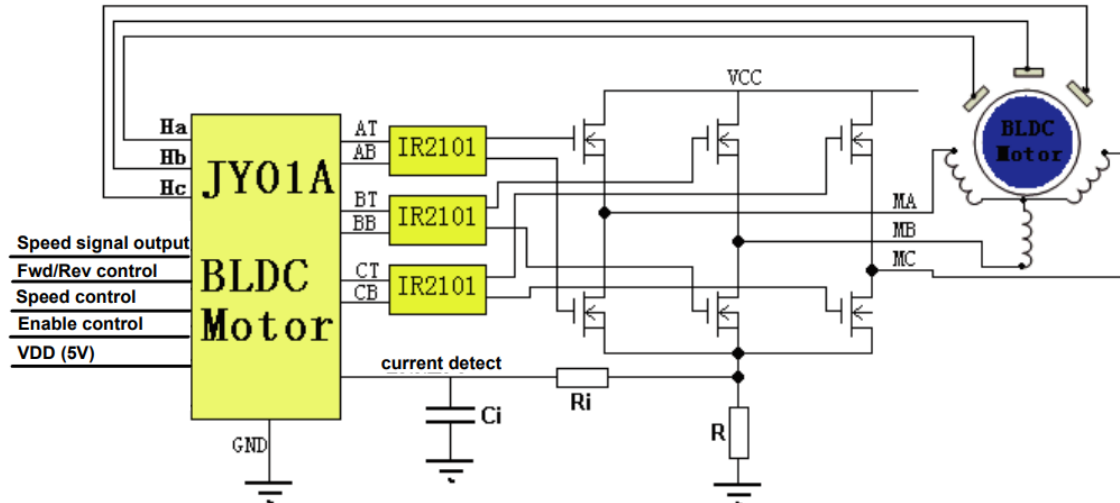 VCC
BLDC
Motor
Ha
Hb
Hc
JY01A
BLDC
Motor
AT
AB
IR2101
BT
BB
IR2101
CT
CB
IR2101
MA
MB
MC
Speed signal output
Fwd/Rev control
Speed control
Enable control
VDD (5V)
current detect
Ri
Ci
R
GND